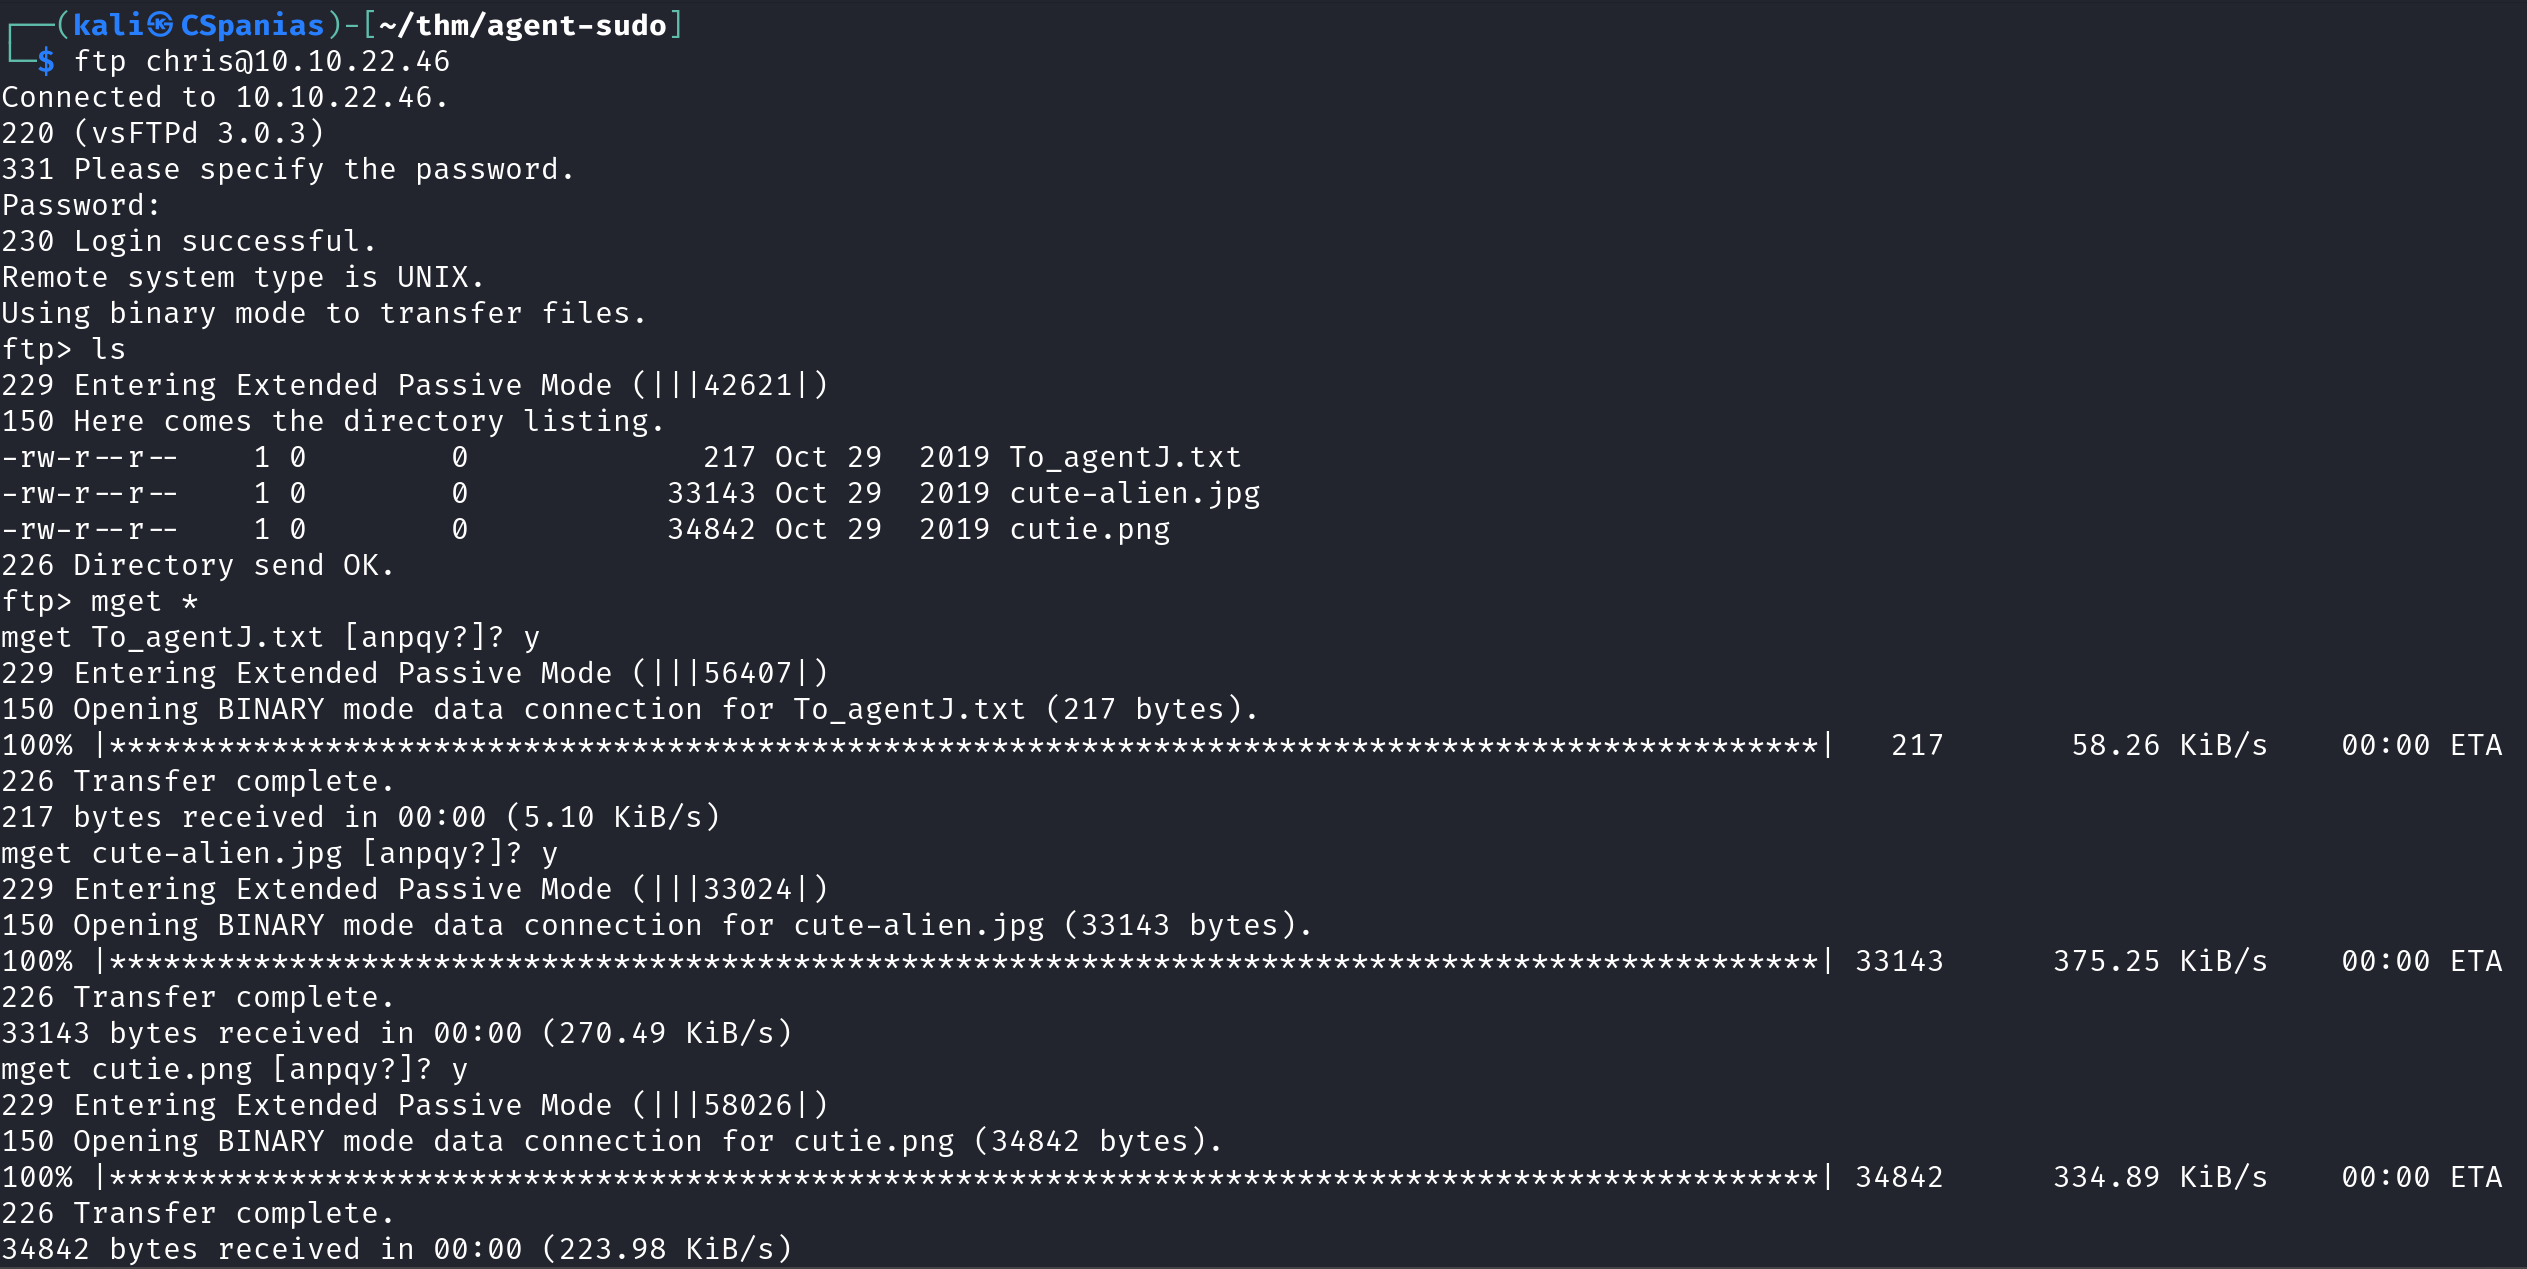 ┌──(kali㉿CSpanias)-[~/thm/agent-sudo]
└─$ ftp chris@10.10.22.46
Connected to 10.10.22.46.
220 (vsFTPd 3.0.3)
331 Please specify the password.
Password:
230 Login successful.
Remote system type is UNIX.
Using binary mode to transfer files.
ftp> ls
229 Entering Extended Passive Mode (|||42621|)
150 Here comes the directory listing.
-rw-r--r--    1 0        0             217 Oct 29  2019 To_agentJ.txt
-rw-r--r--    1 0        0           33143 Oct 29  2019 cute-alien.jpg
-rw-r--r--    1 0        0           34842 Oct 29  2019 cutie.png
226 Directory send OK.
ftp> mget *
mget To_agentJ.txt [anpqy?]? y
229 Entering Extended Passive Mode (|||56407|)
150 Opening BINARY mode data connection for To_agentJ.txt (217 bytes).
100% |***********************************************************************************************|   217       58.26 KiB/s    00:00 ETA
226 Transfer complete.
217 bytes received in 00:00 (5.10 KiB/s)
mget cute-alien.jpg [anpqy?]? y
229 Entering Extended Passive Mode (|||33024|)
150 Opening BINARY mode data connection for cute-alien.jpg (33143 bytes).
100% |***********************************************************************************************| 33143      375.25 KiB/s    00:00 ETA
226 Transfer complete.
33143 bytes received in 00:00 (270.49 KiB/s)
mget cutie.png [anpqy?]? y
229 Entering Extended Passive Mode (|||58026|)
150 Opening BINARY mode data connection for cutie.png (34842 bytes).
100% |***********************************************************************************************| 34842      334.89 KiB/s    00:00 ETA
226 Transfer complete.
34842 bytes received in 00:00 (223.98 KiB/s)